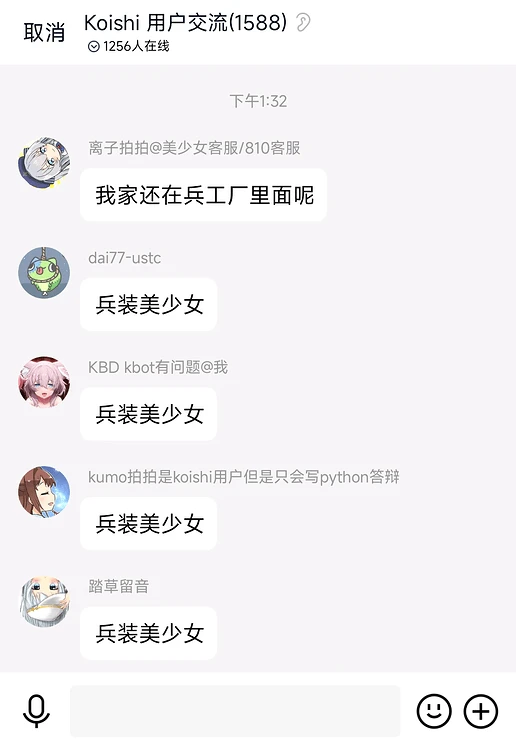 取消
Koishi 用户交流(1588)
1256人在线
下午1:32
离子拍拍@美少女客服/810客服
我家还在兵工厂里面呢
dai77-ustc
兵装美少女
KBD kbot有问题@我
兵装美少女
kumo拍拍是koishi用户但是只会写python答辩
兵装美少女
踏草留音
兵装美少女